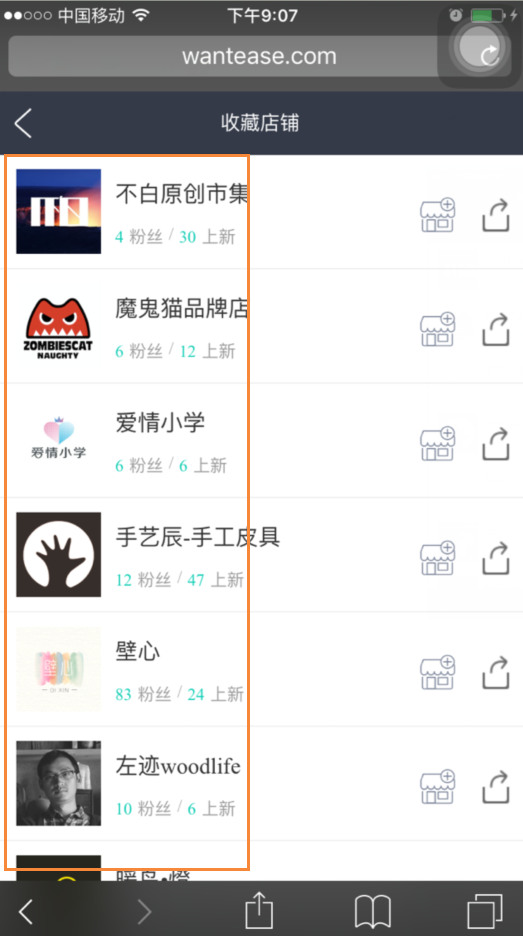 中国移动
下午9:07
wantease.com
收藏店铺
不白原创市集
4 粉丝 / 30 上新
ZOMBIESCAT
NAUGHTY
魔鬼猫品牌店
6 粉丝 / 12 上新
爱情小学
爱情小学
6 粉丝 / 6 上新
手艺辰-手工皮具
12 粉丝 / 47 上新
壁心
壁心
83 粉丝 / 24 上新
左迹woodlife
10 粉丝 / 6 上新